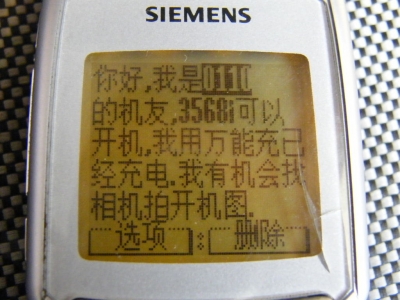 SIEMENS
你好,我是0110
的机友,3568i可以
开机,我用万能充已
经充电.我有机会找
相机拍开机图.
选项 : 删除